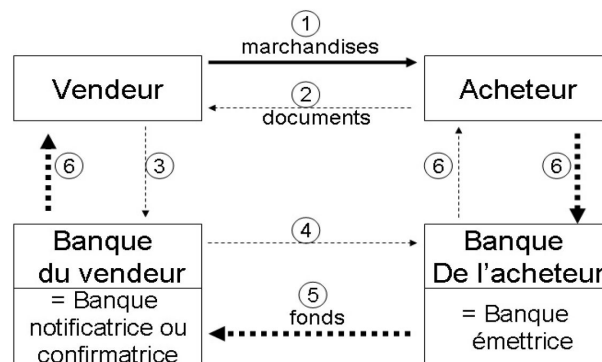 1
marchandises
Vendeur
Acheteur
2
documents
6
3
6
6
Banque
du vendeur
4
Banque
De l'acheteur
= Banque
notificatrice ou
confirmatrice
5
fonds
= Banque
émettrice